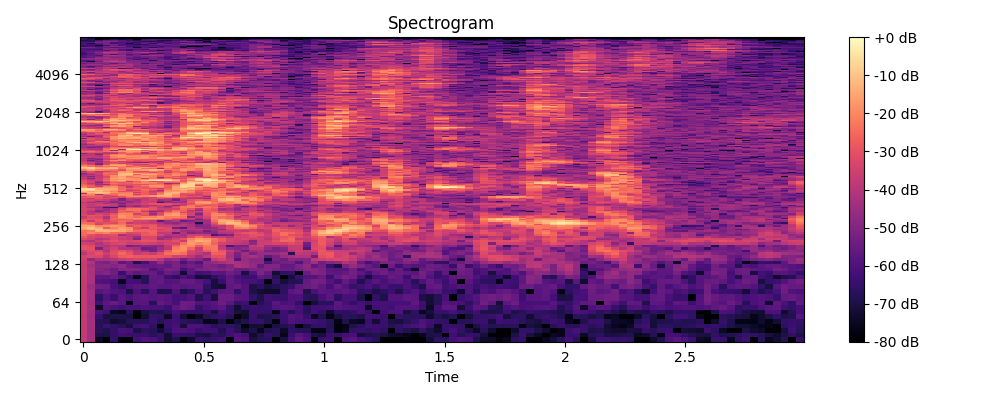 Spectrogram
Hz
4096
2048
1024
512
256
128
64
0
0
0.5
1
1.5
2
2.5
Time
+0 dB
-10 dB
-20 dB
-30 dB
-40 dB
-50 dB
-60 dB
-70 dB
-80 dB